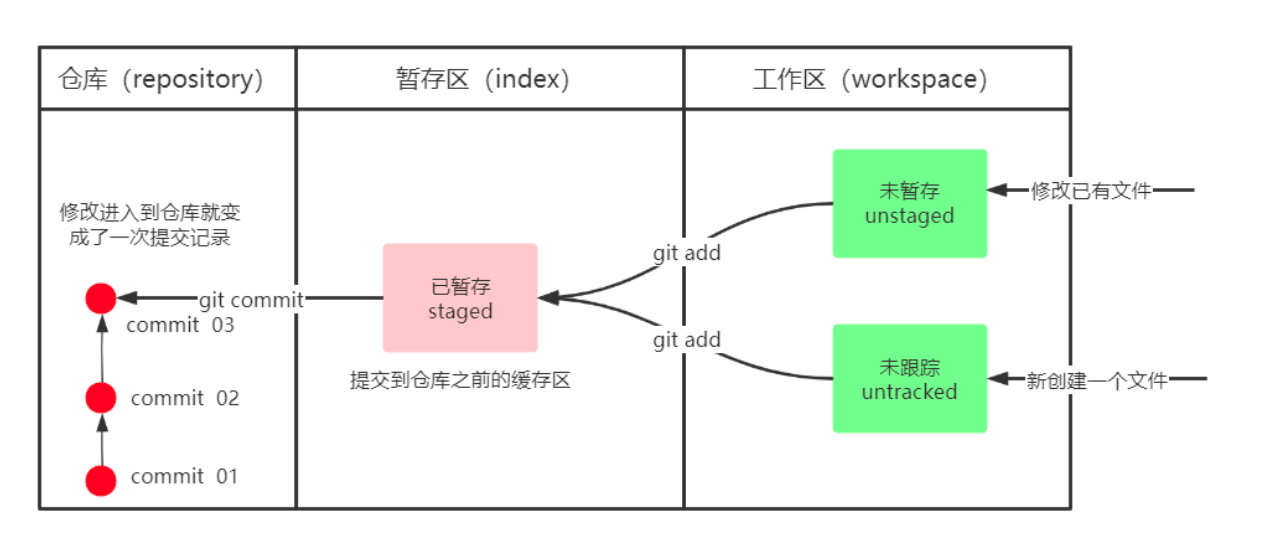 仓库（repository）
暂存区（index）
工作区（workspace）
修改进入到仓库就变
成了一次提交记录
git commit
commit  03
commit  02
commit  01
已暂存
staged
提交到仓库之前的缓存区
git add
git add
未暂存
unstaged
修改已有文件
未跟踪
untracked
新创建一个文件